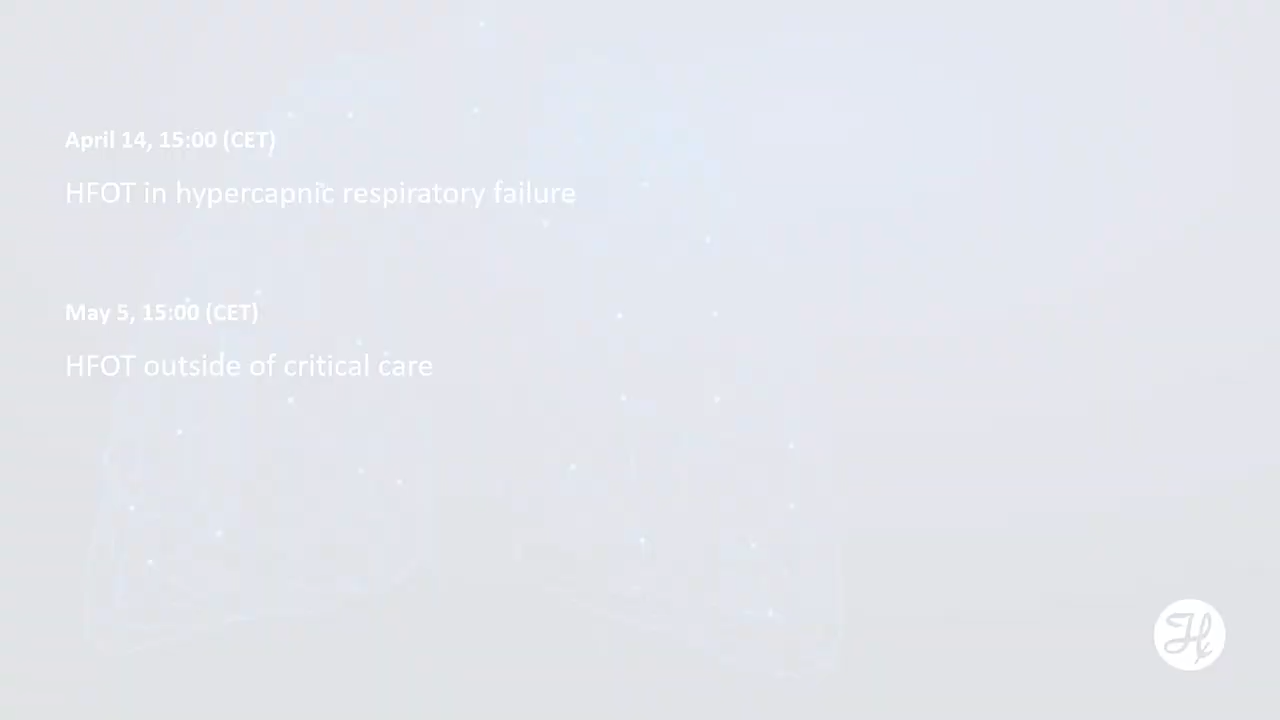 April 14, 15:00 (CET)
HFOT in hypercapnic respiratory failure
May 5, 15:00 (CET)
HFOT outside of critical care
H